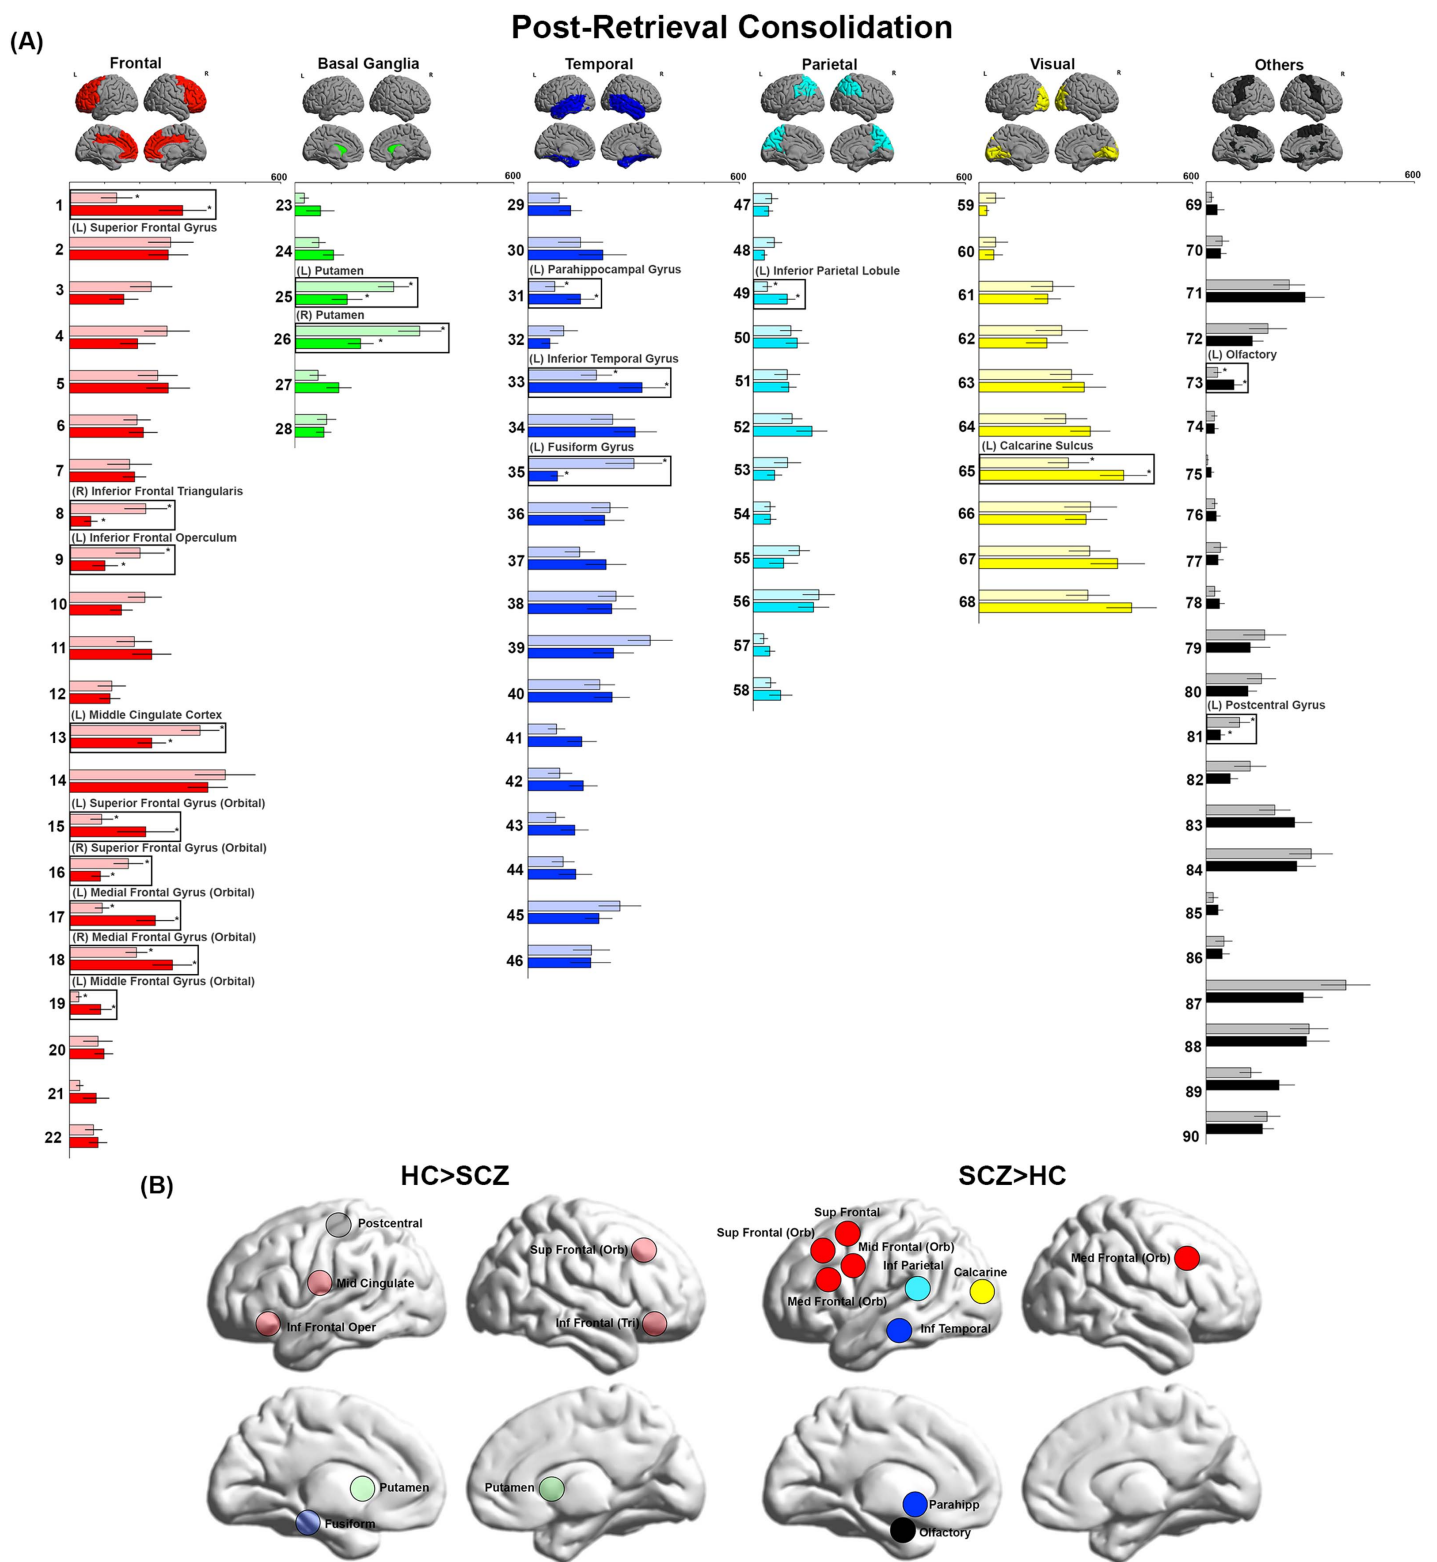 Post-Retrieval Consolidation
(A)
Frontal
Basal Ganglia
Temporal
Parietal
Visual
Others
L R
L R
L R
L R
L R
L R
600
600
600
600
600
600
1
(L) Superior Frontal Gyrus
2
3
4
5
6
7
(R) Inferior Frontal Triangularis
8
(L) Inferior Frontal Operculum
9
10
11
12
(L) Middle Cingulate Cortex
13
14
(L) Superior Frontal Gyrus (Orbital)
15
(R) Superior Frontal Gyrus (Orbital)
16
(L) Medial Frontal Gyrus (Orbital)
17
(R) Medial Frontal Gyrus (Orbital)
18
(L) Middle Frontal Gyrus (Orbital)
19
20
21
22
23
24
(L) Putamen
25
(R) Putamen
26
27
28
29
30
(L) Parahippocampal Gyrus
31
32
(L) Inferior Temporal Gyrus
33
34
(L) Fusiform Gyrus
35
36
37
38
39
40
41
42
43
44
45
46
47
48
(L) Inferior Parietal Lobule
49
50
51
52
53
54
55
56
57
58
59
60
61
62
63
64
(L) Calcarine Sulcus
65
66
67
68
69
70
71
72
(L) Olfactory
73
74
75
76
77
78
79
80
(L) Postcentral Gyrus
81
82
83
84
85
86
87
88
89
90
(B)
HC>SCZ
SCZ>HC
Postcentral
Mid Cingulate
Inf Frontal Oper
Sup Frontal (Orb)
Inf Frontal (Tri)
Sup Frontal
Sup Frontal (Orb)
Mid Frontal (Orb)
Inf Parietal
Calcarine
Med Frontal (Orb)
Inf Temporal
Med Frontal (Orb)
Putamen
Fusiform
Putamen
Parahipp
Olfactory